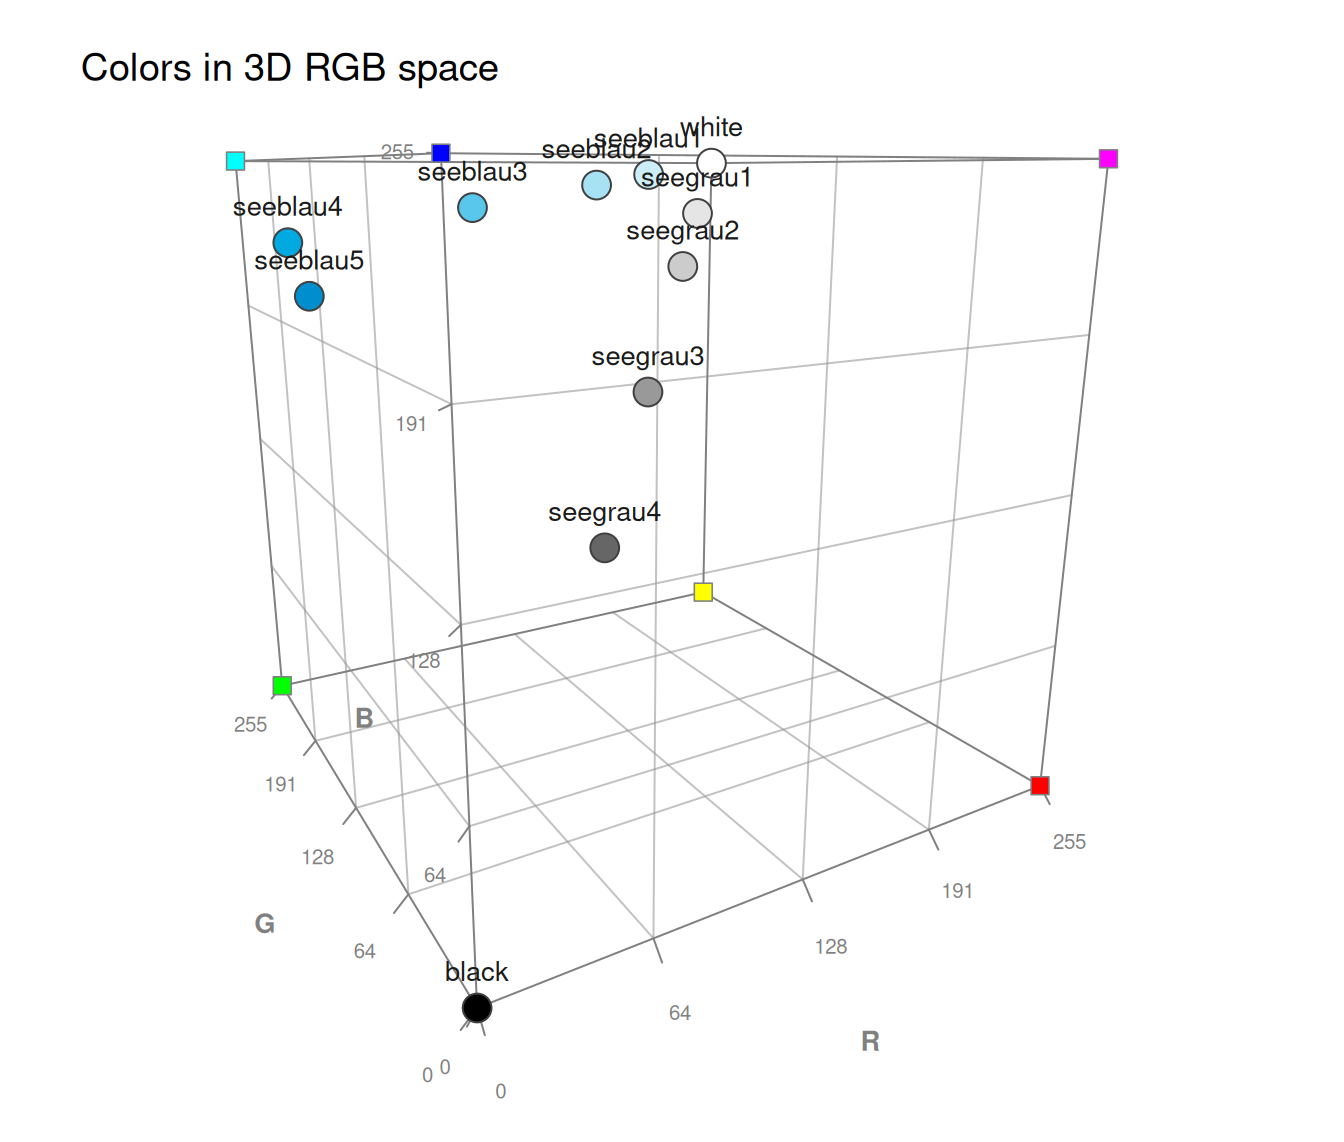 Colors in 3D RGB space
white
seeblau1
seeblau2
255
seeblau3
seegrau1
seeblau4
seegrau2
seeblau5
seegrau3
191
seegrau4
128
B
255
191
128
64
255
191
G
64
128
black
64
R
0
0
0